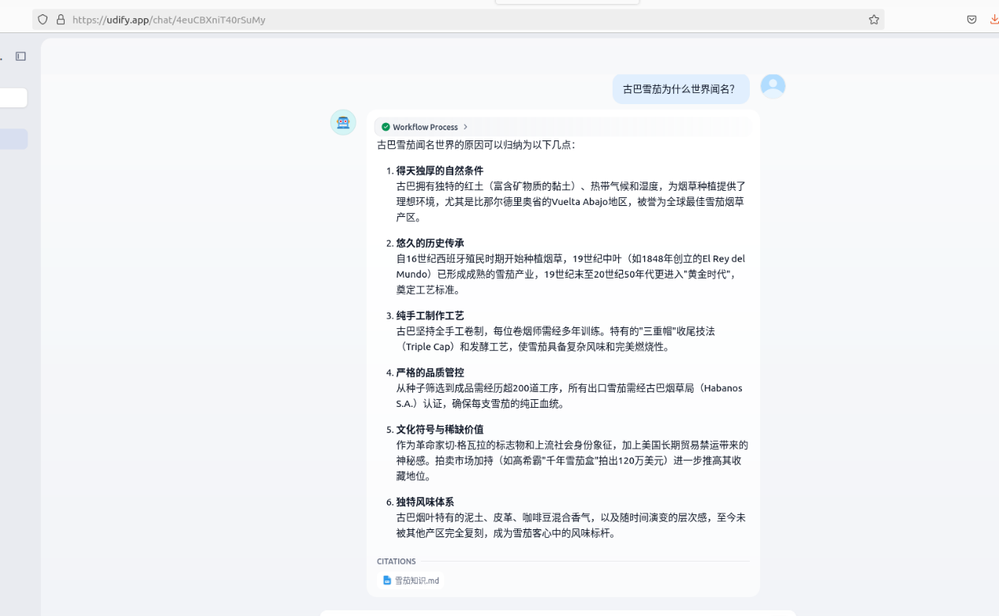 https://udify.app/chat/4euCBXniT40rSuMy
古巴雪茄为什么世界闻名？
Workflow Process
古巴雪茄闻名世界的原因可以归纳为以下几点：
1. 得天独厚的自然条件
古巴拥有独特的红土（富含矿物质的黏土）、热带气候和湿度，为烟草种植提供了
理想环境，尤其是比那尔德里奥省的Vuelta Abajo地区，被誉为全球最佳雪茄烟草
产区。
2. 悠久的历史传承
自16世纪西班牙殖民时期开始种植烟草，19世纪中叶（如1848年创立的El Rey del
Mundo）已形成成熟的雪茄产业，19世纪末至20世纪50年代更进入"黄金时代"，
奠定工艺标准。
3. 纯手工制作工艺
古巴坚持全手工卷制，每位卷烟师需经多年训练。特有的"三重帽"收尾技法
（Triple Cap）和发酵工艺，使雪茄具备复杂风味和完美燃烧性。
4. 严格的品质管控
从种子筛选到成品需经历超200道工序，所有出口雪茄需经古巴烟草局（Habanos
S.A.）认证，确保每支雪茄的纯正血统。
5. 文化符号与稀缺价值
作为革命家切·格瓦拉的标志物和上流社会身份象征，加上美国长期贸易禁运带来的
神秘感。拍卖市场加持（如高希霸"千年雪茄盒"拍出120万美元）进一步推高其收
藏地位。
6. 独特风味体系
古巴烟叶特有的泥土、皮革、咖啡豆混合香气，以及随时间演变的层次感，至今未
被其他产区完全复刻，成为雪茄客心中的风味标杆。
CITATIONS
雪茄知识.md